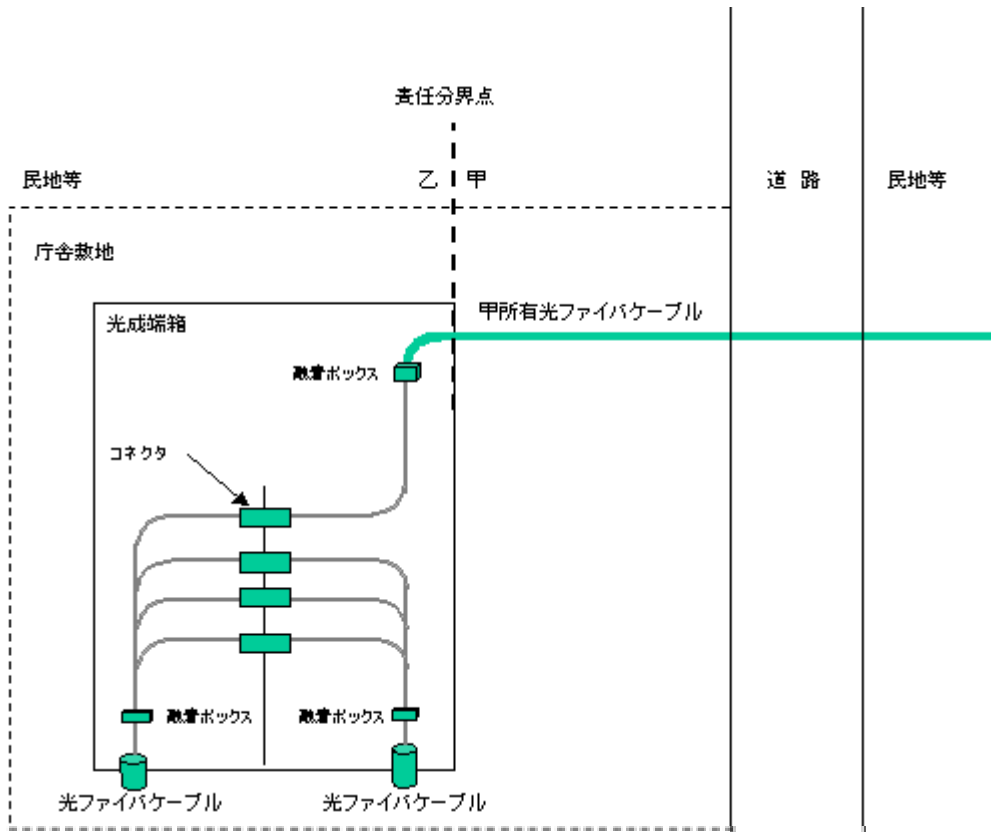 責任分界点
民地等
乙 甲
道 路
民地等
庁舎敷地
光成端箱
甲所有光ファイバケーブル
融着ボックス
コネクタ
融着ボックス
融着ボックス
光ファイバケーブル
光ファイバケーブル